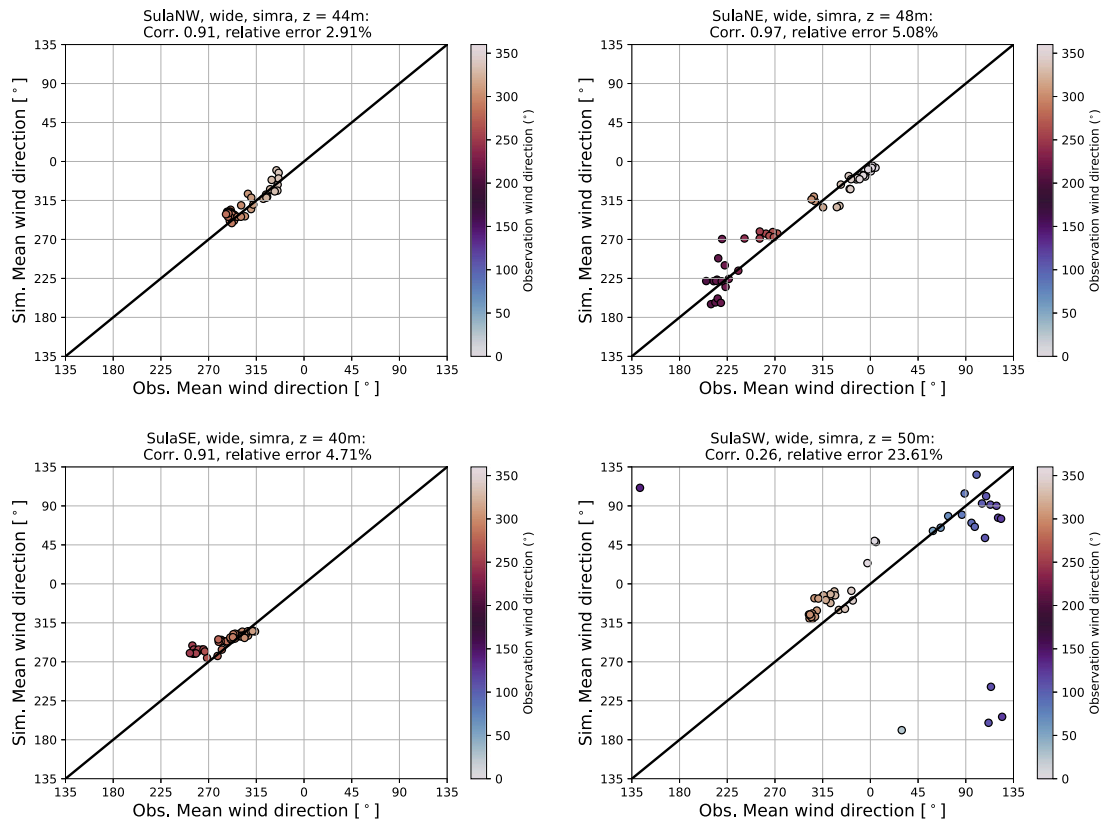 SulaNW, wide, simra, z = 44m:
Corr. 0.91, relative error 2.91%
135
90
45
0
315
270
225
180
135
Sim. Mean wind direction [°]
135 180 225 270 315 0 45 90 135
Obs. Mean wind direction [°]
350
300
250
200
150
100
50
0
Observation wind direction (°)
SulaNE, wide, simra, z = 48m:
Corr. 0.97, relative error 5.08%
135
90
45
0
315
270
225
180
135
Sim. Mean wind direction [°]
135 180 225 270 315 0 45 90 135
Obs. Mean wind direction [°]
350
300
250
200
150
100
50
0
Observation wind direction (°)
SulaSE, wide, simra, z = 40m:
Corr. 0.91, relative error 4.71%
135
90
45
0
315
270
225
180
135
Sim. Mean wind direction [°]
135 180 225 270 315 0 45 90 135
Obs. Mean wind direction [°]
350
300
250
200
150
100
50
0
Observation wind direction (°)
SulaSW, wide, simra, z = 50m:
Corr. 0.26, relative error 23.61%
135
90
45
0
315
270
225
180
135
Sim. Mean wind direction [°]
135 180 225 270 315 0 45 90 135
Obs. Mean wind direction [°]
350
300
250
200
150
100
50
0
Observation wind direction (°)